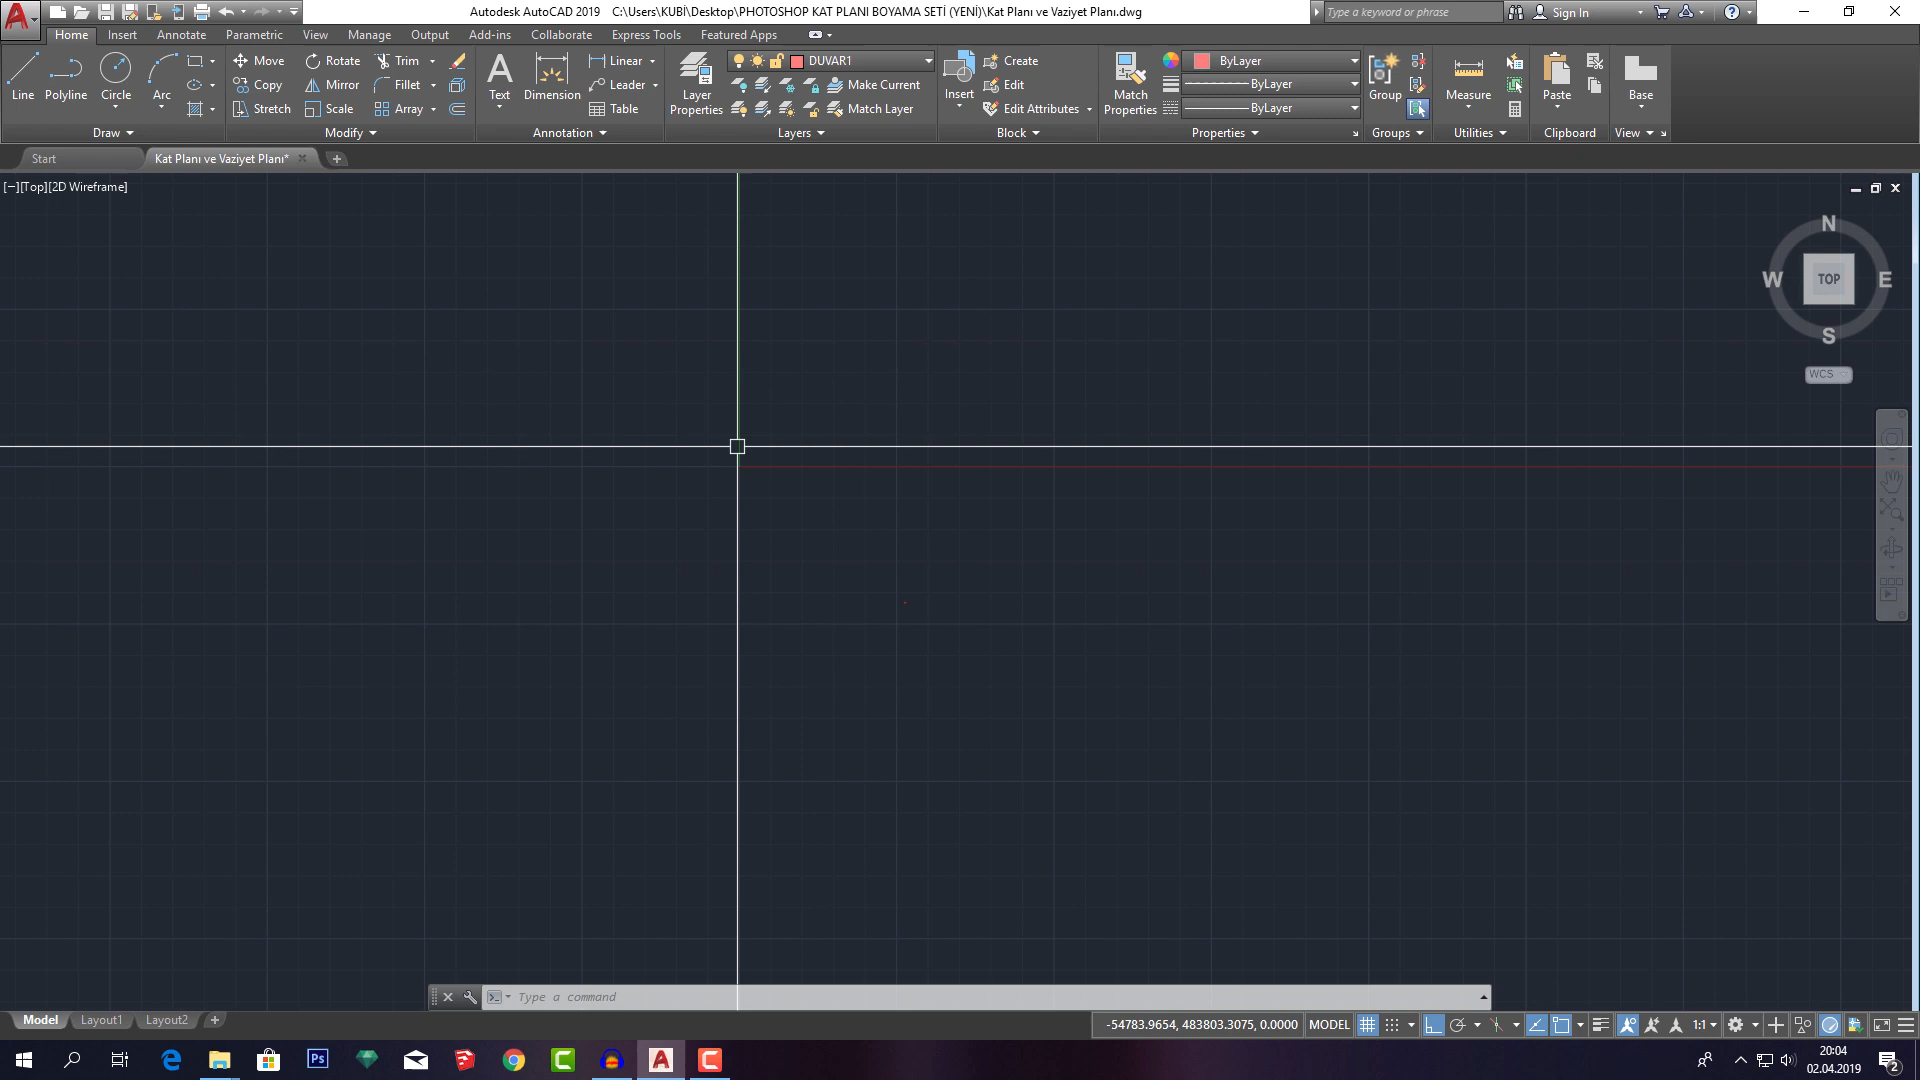 Autodesk AutoCAD 2019 C:\Users\KUBİ\Desktop\PHOTOSHOP KAT PLANI BOYAMA SETİ (YENİ)\Kat Planı ve Vaziyet Planı.dwg
Type a keyword or phrase
Sign In
Home Insert Annotate Parametric View Manage Output Add-ins Collaborate Express Tools Featured Apps
Line
Polyline
Circle
Arc
Draw
Move Rotate Trim
Copy Mirror Fillet
Stretch Scale Array
Modify
Text
Dimension
Linear
Leader
Table
Annotation
Layer Properties
DUVAR1
Make Current
Match Layer
Layers
Insert
Create
Edit
Edit Attributes
Block
Match Properties
ByLayer
ByLayer
ByLayer
Properties
Group
Groups
Measure
Utilities
Paste
Clipboard
Base
View
Start
Kat Planı ve Vaziyet Planı*
[−][Top][2D Wireframe]
N
W TOP E
S
WCS
Type a command
Model Layout1 Layout2
-54783.9654, 483803.3075, 0.0000 MODEL 1:1
Ps
20:04
02.04.2019
2